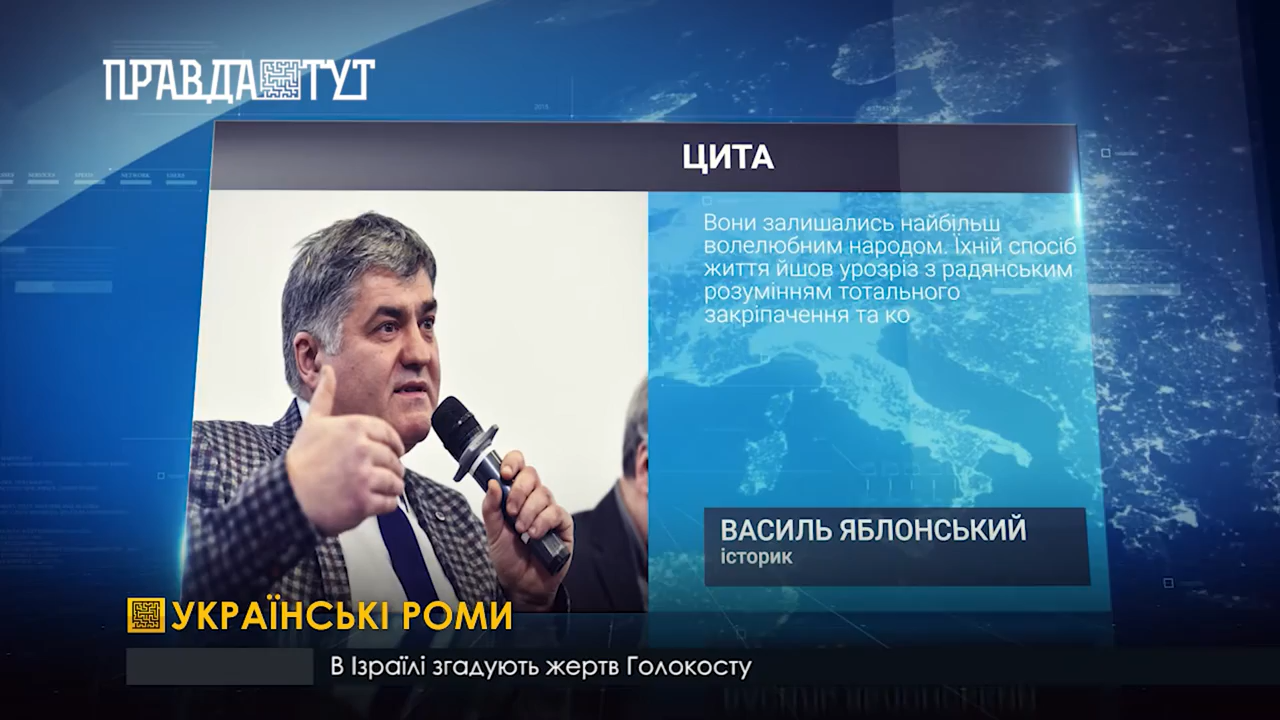 ПРАВДА ТУТ
ЦИТА
Вони залишались найбільш
волелюбним народом. Їхній спосіб
життя йшов урозріз з радянським
розумінням тотального
закріпачення та ко
ВАСИЛЬ ЯБЛОНСЬКИЙ
історик
УКРАЇНСЬКІ РОМИ
В Ізраїлі згадують жертв Голокосту